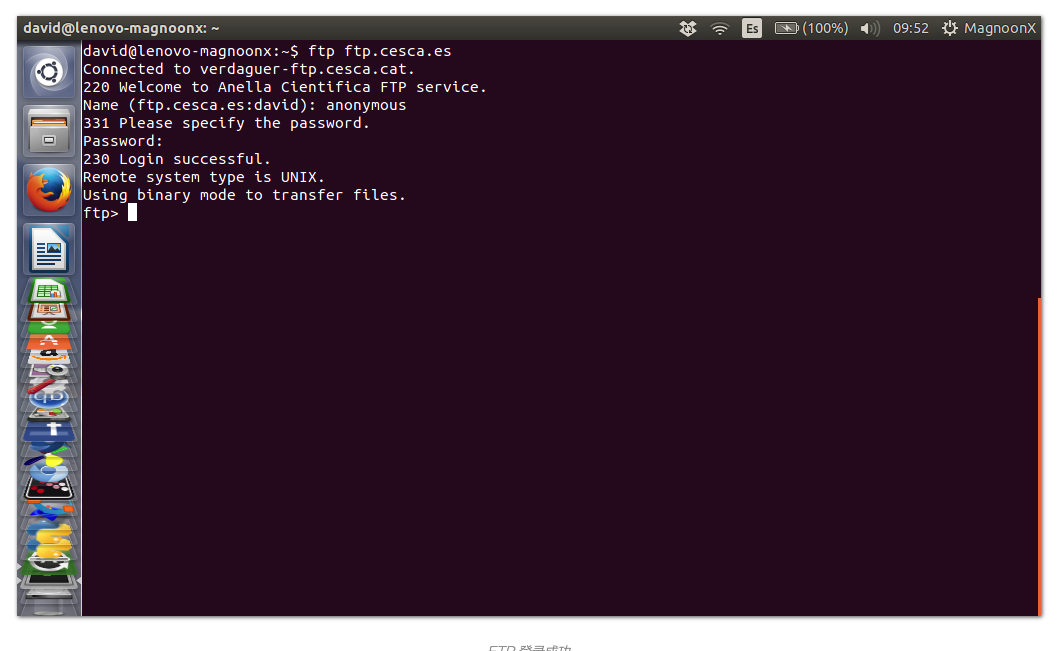 david@lenovo-magnoonx: ~
Es (100%) 09:52 MagnoonX
david@lenovo-magnoonx:~$ ftp ftp.cesca.es
Connected to verdaguer-ftp.cesca.cat.
220 Welcome to Anella Cientifica FTP service.
Name (ftp.cesca.es:david): anonymous
331 Please specify the password.
Password:
230 Login successful.
Remote system type is UNIX.
Using binary mode to transfer files.
ftp>
FTP 登录成功